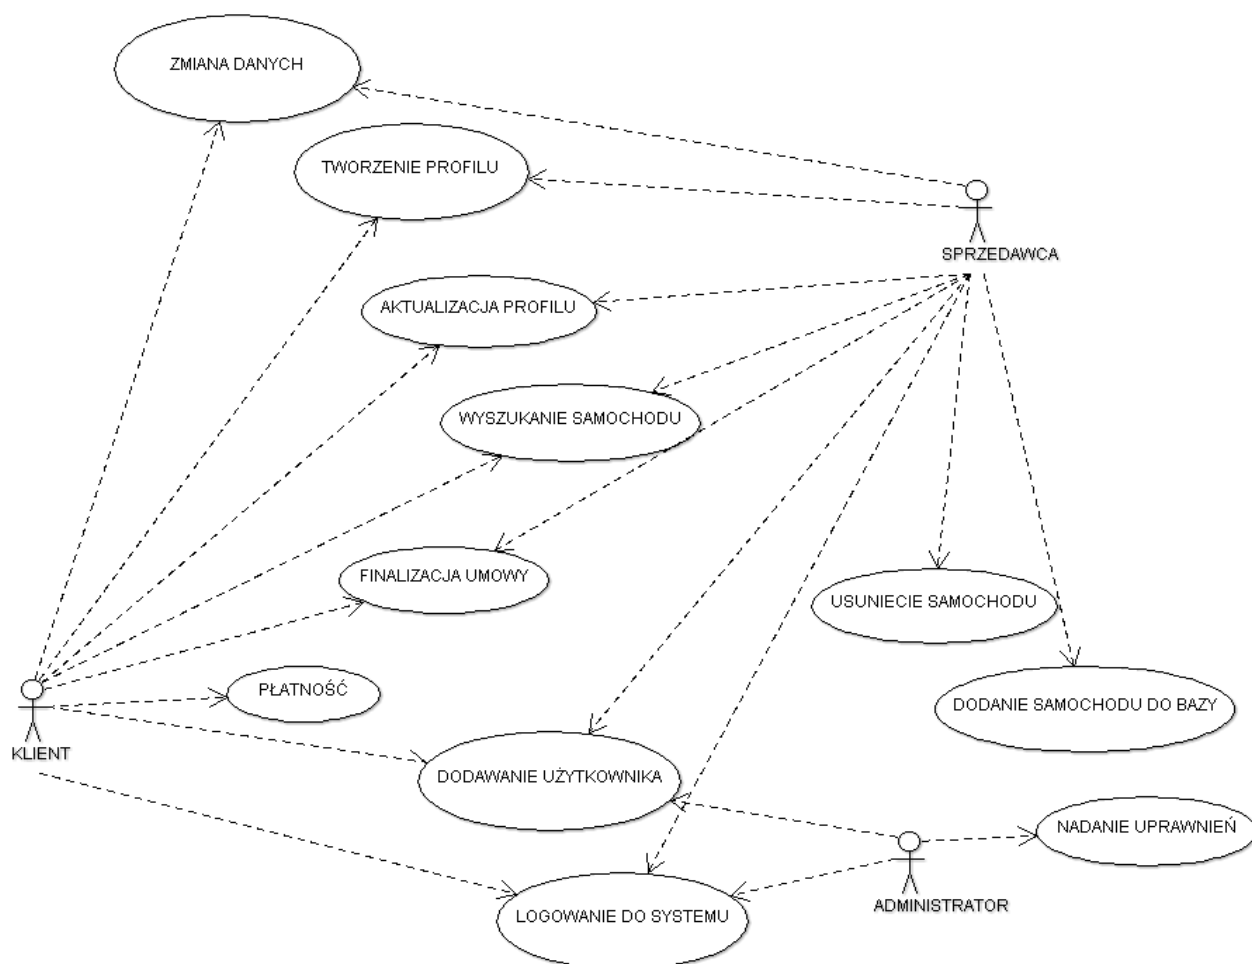 ZMIANA DANYCH
TWORZENIE PROFILU
SPRZEDAWCA
AKTUALIZACJA PROFILU
WYSZUKANIE SAMOCHODU
FINALIZACJA UMOWY
USUNIECIE SAMOCHODU
PŁATNOŚĆ
DODANIE SAMOCHODU DO BAZY
KLIENT
DODAWANIE UŻYTKOWNIKA
NADANIE UPRAWNIEŃ
ADMINISTRATOR
LOGOWANIE DO SYSTEMU